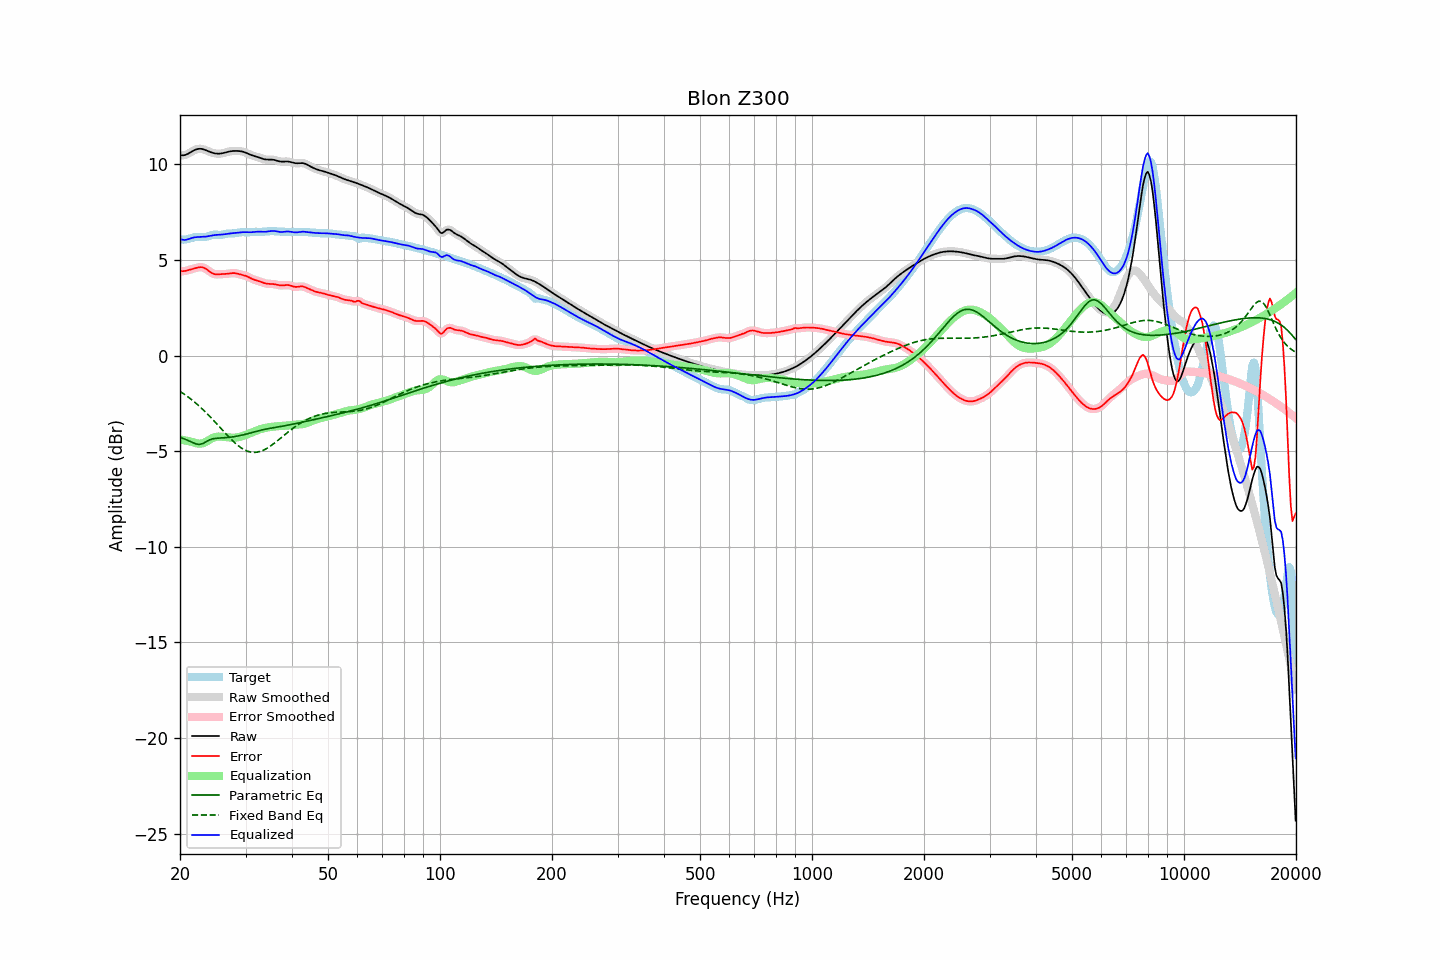 Blon Z300
10
5
0
−5
−10
−15
−20
−25
Amplitude (dBr)
Target
Raw Smoothed
Error Smoothed
Raw
Error
Equalization
Parametric Eq
Fixed Band Eq
Equalized
20 50 100 200 500 1000 2000 5000 10000 20000
Frequency (Hz)